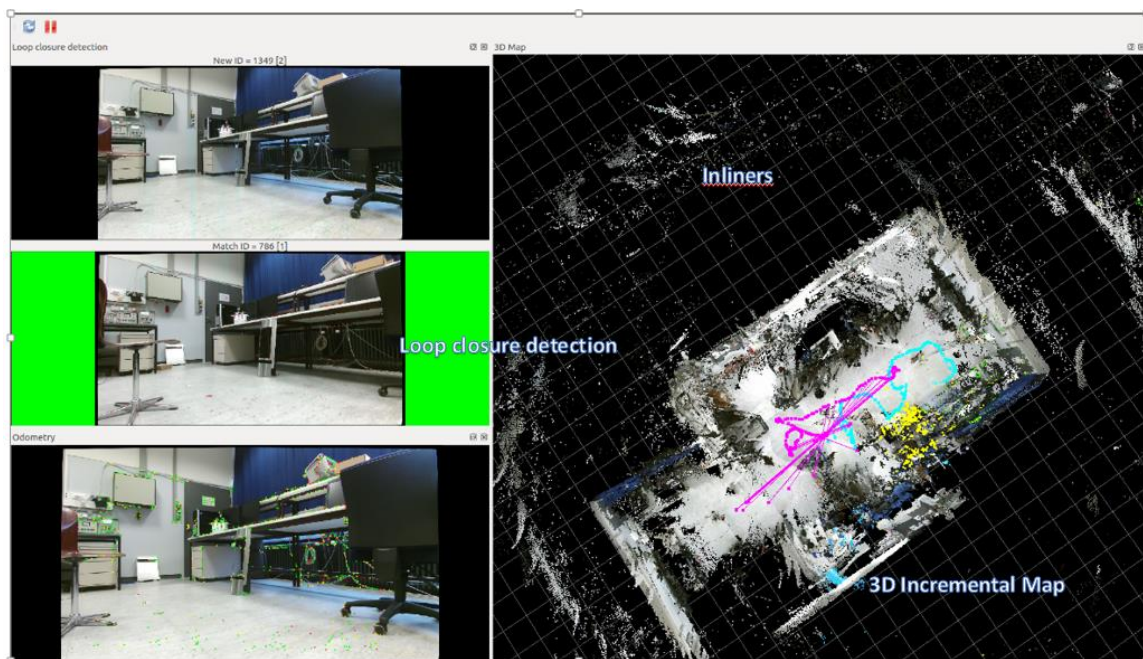 Loop closure detection
New ID = 1349 [2]
Match ID = 786 [1]
Loop closure detection
Odometry
3D Map
Inliners
3D Incremental Map